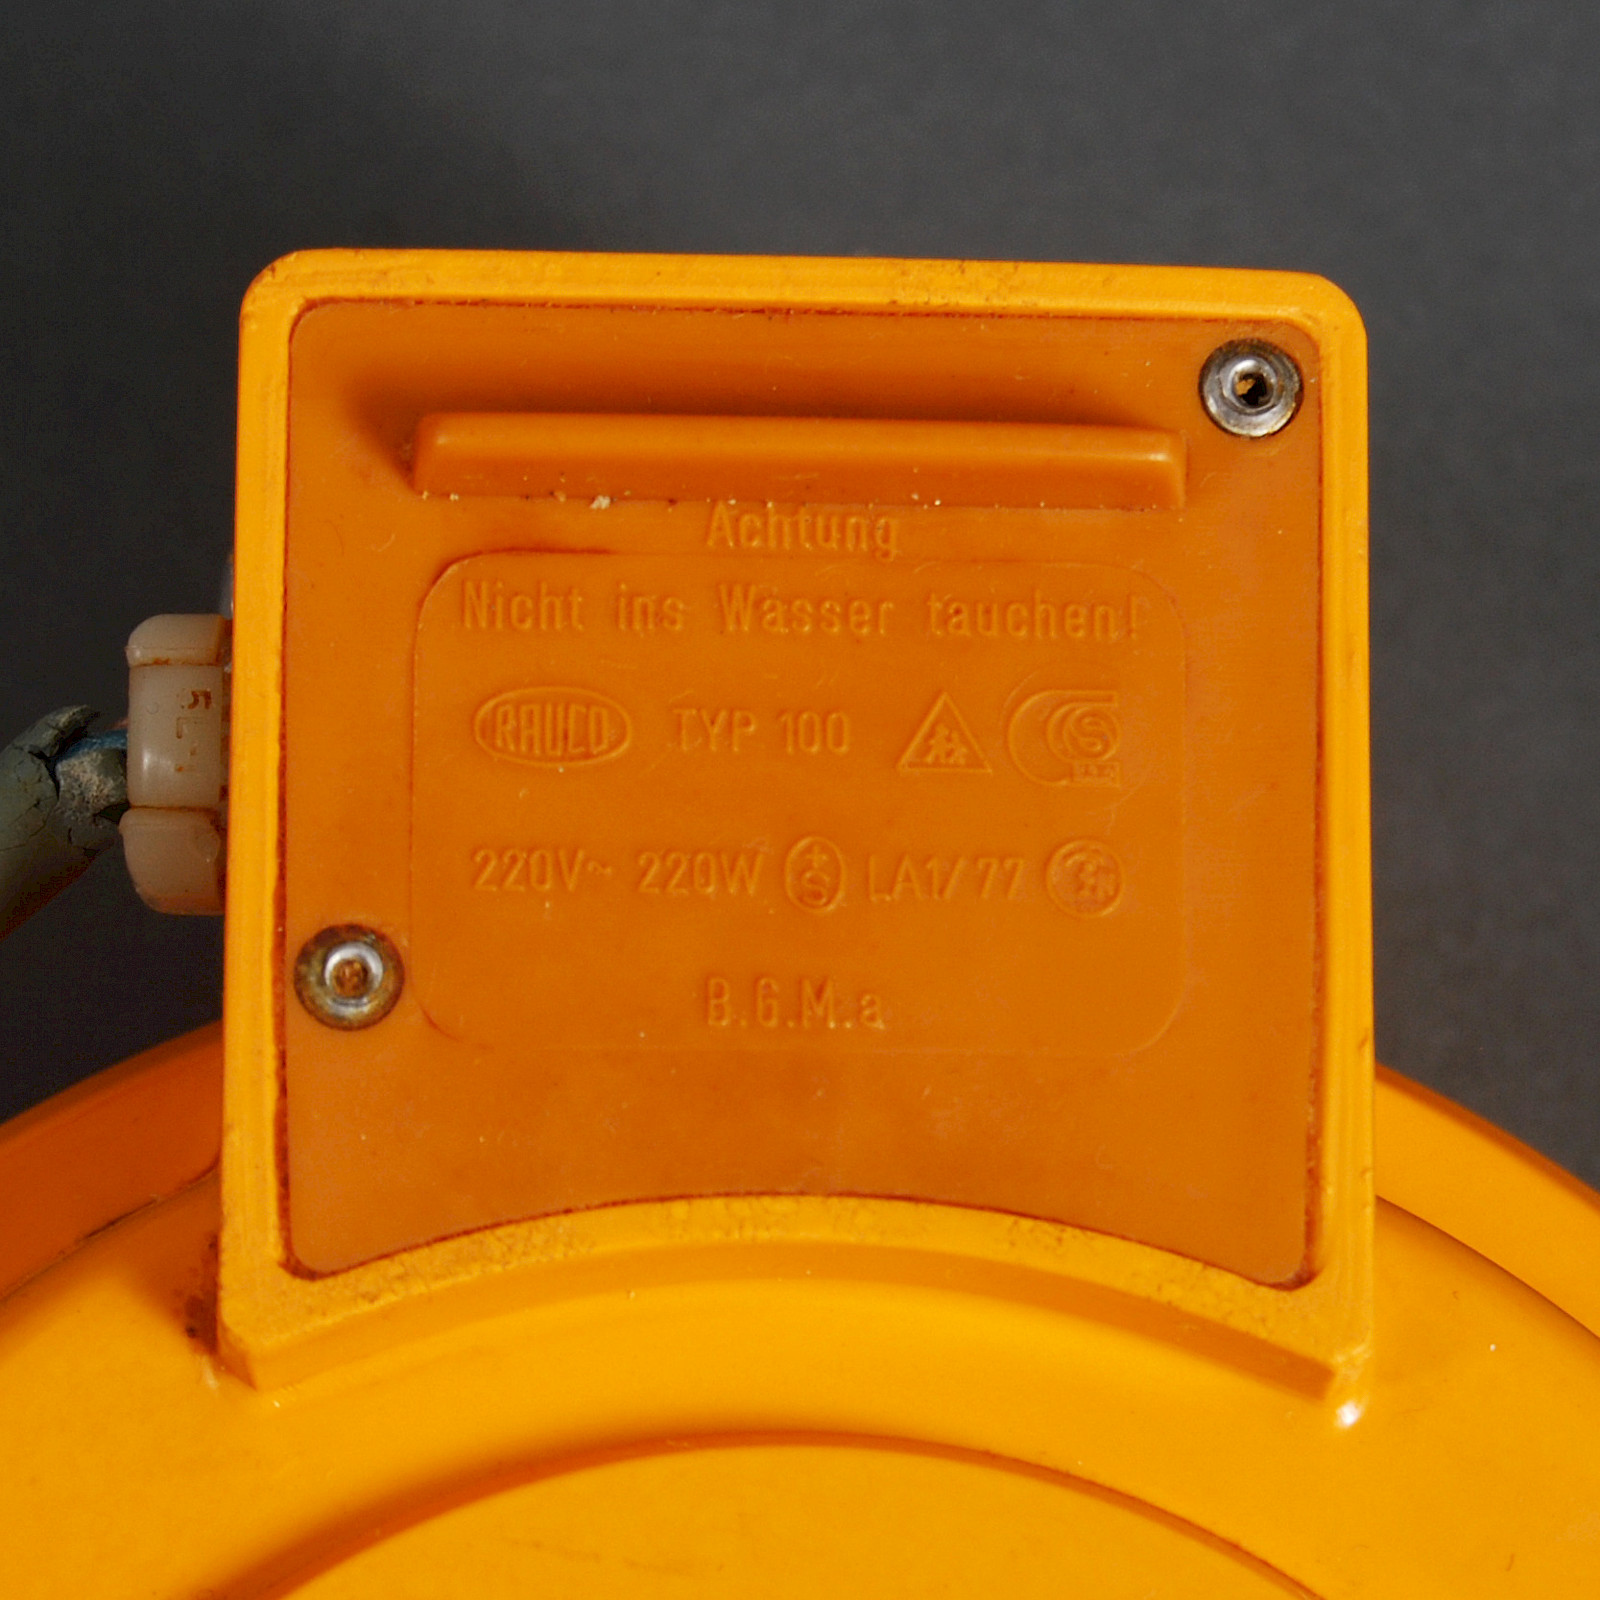 Achtung
Nicht ins Wasser tauchen!
RAUCO TYP 100
220V~ 220W S LA1/77
B.G.M.a